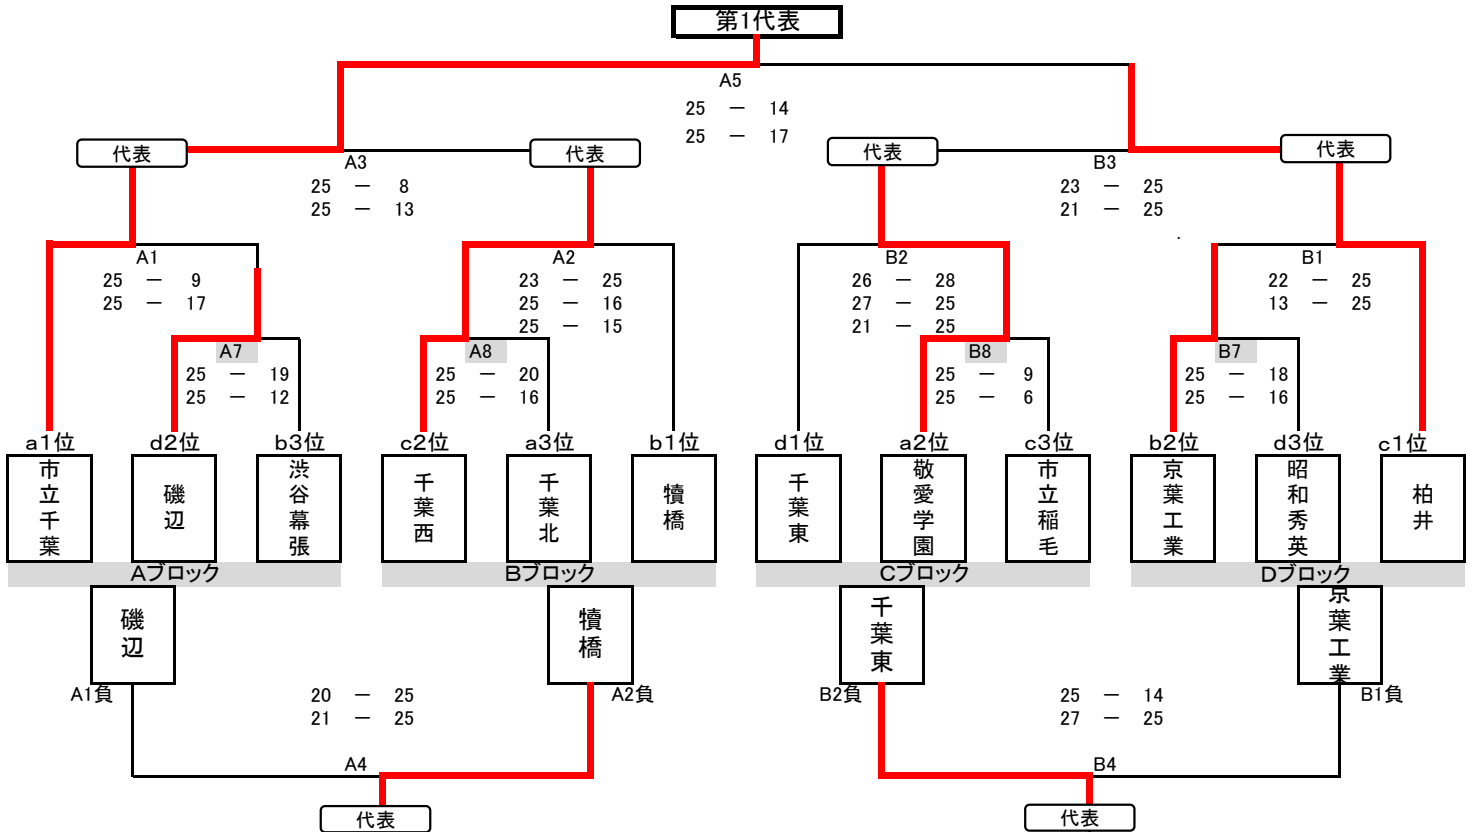 第1代表
A5
25 － 14
25 － 17
代表
代表
代表
代表
A3
25 － 8
25 － 13
B3
23 － 25
21 － 25
A1
25 － 9
25 － 17
A2
23 － 25
25 － 16
25 － 15
B2
26 － 28
27 － 25
21 － 25
B1
22 － 25
13 － 25
A7
25 － 19
25 － 12
A8
25 － 20
25 － 16
B8
25 － 9
25 － 6
B7
25 － 18
25 － 16
a1位 d2位 b3位 c2位 a3位 b1位 d1位 a2位 c3位 b2位 d3位 c1位
市立千葉
磯辺
渋谷幕張
千葉西
千葉北
犢橋
千葉東
敬愛学園
市立稲毛
京葉工業
昭和秀英
柏井
Aブロック
Bブロック
Cブロック
Dブロック
磯辺
犢橋
千葉東
京葉工業
A1負
20 － 25
21 － 25
A2負
B2負
25 － 14
27 － 25
B1負
A4
B4
代表
代表